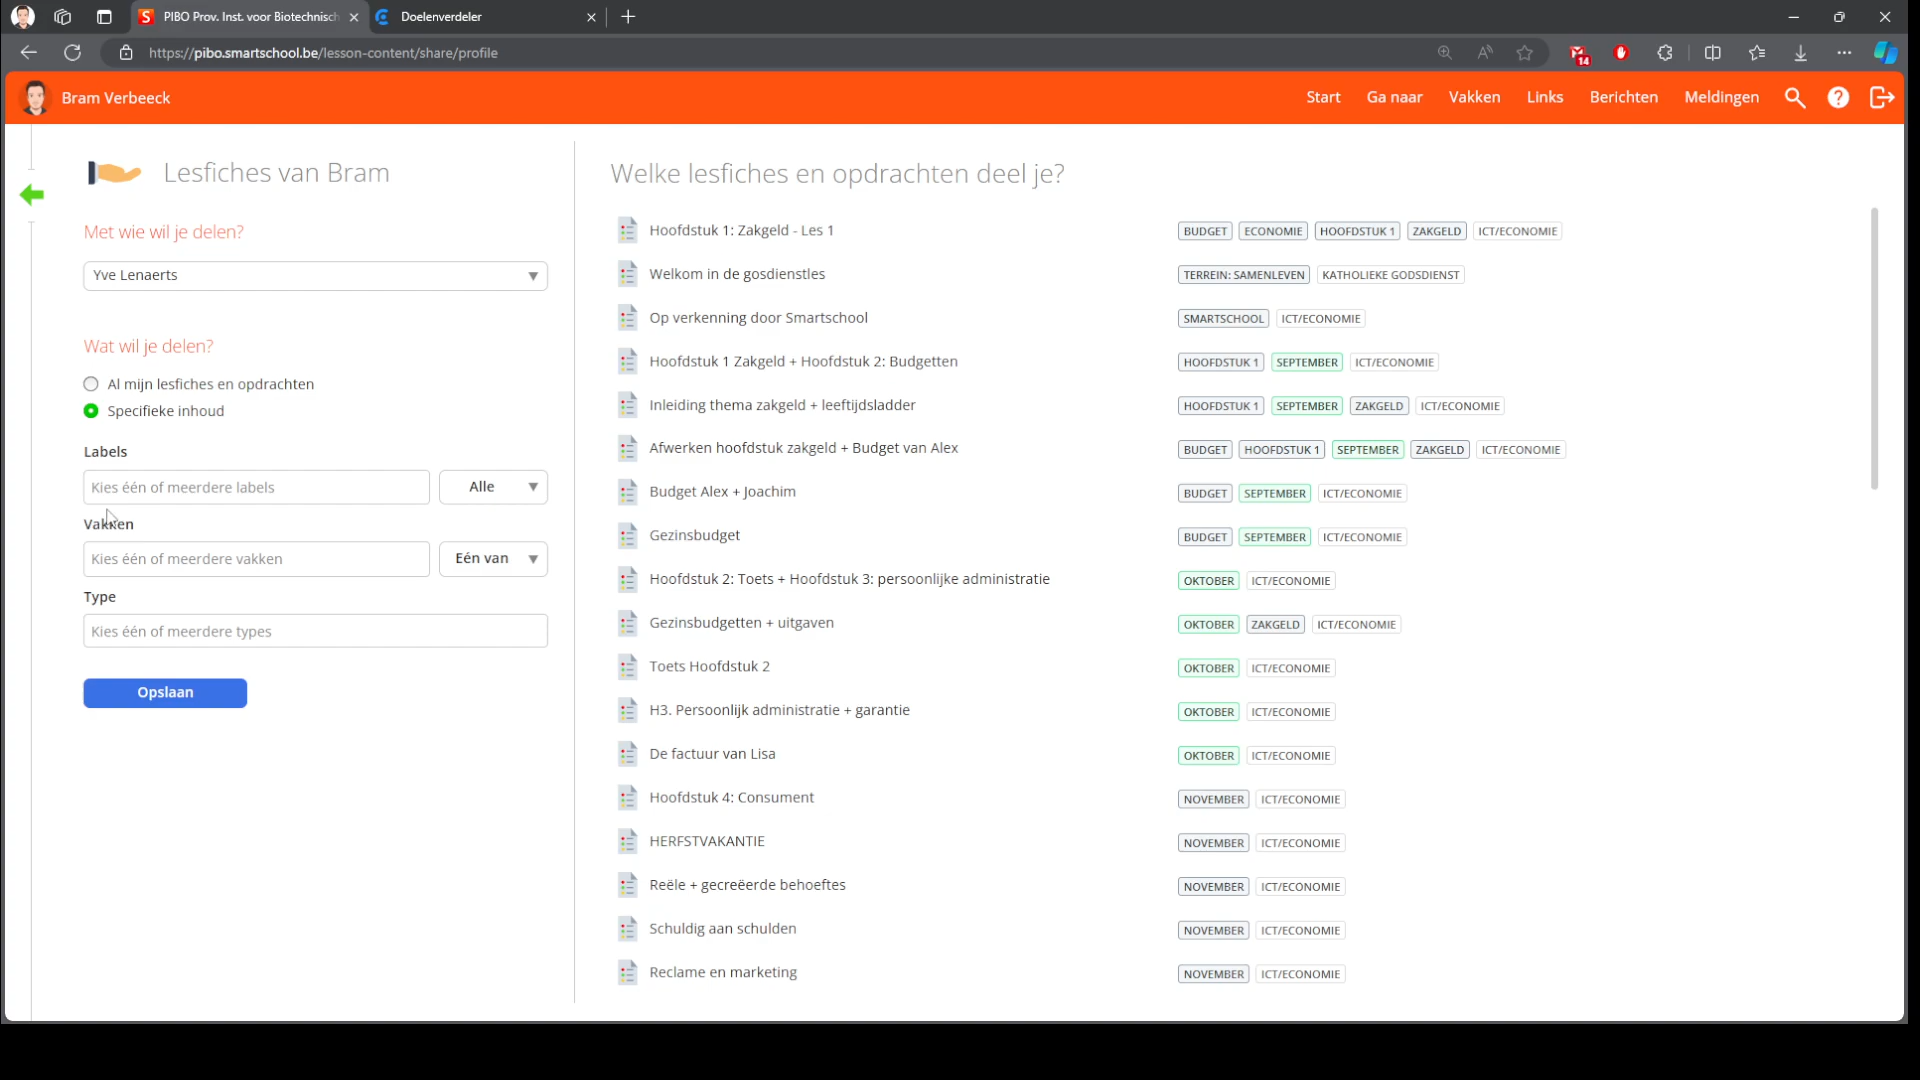 PIBO Prov. Inst. voor Biotechnisch
Doelenverdeler
https://pibo.smartschool.be/lesson-content/share/profile
14
Bram Verbeeck
Start Ga naar Vakken Links Berichten Meldingen
Lesfiches van Bram
Met wie wil je delen?
Yve Lenaerts
Wat wil je delen?
Al mijn lesfiches en opdrachten
Specifieke inhoud
Labels
Kies één of meerdere labels Alle
Vakken
Kies één of meerdere vakken Eén van
Type
Kies één of meerdere types
Opslaan
Welke lesfiches en opdrachten deel je?
Hoofdstuk 1: Zakgeld - Les 1 BUDGET ECONOMIE HOOFDSTUK 1 ZAKGELD ICT/ECONOMIE
Welkom in de gosdienstles TERREIN: SAMENLEVEN KATHOLIEKE GODSDIENST
Op verkenning door Smartschool SMARTSCHOOL ICT/ECONOMIE
Hoofdstuk 1 Zakgeld + Hoofdstuk 2: Budgetten HOOFDSTUK 1 SEPTEMBER ICT/ECONOMIE
Inleiding thema zakgeld + leeftijdsladder HOOFDSTUK 1 SEPTEMBER ZAKGELD ICT/ECONOMIE
Afwerken hoofdstuk zakgeld + Budget van Alex BUDGET HOOFDSTUK 1 SEPTEMBER ZAKGELD ICT/ECONOMIE
Budget Alex + Joachim BUDGET SEPTEMBER ICT/ECONOMIE
Gezinsbudget BUDGET SEPTEMBER ICT/ECONOMIE
Hoofdstuk 2: Toets + Hoofdstuk 3: persoonlijke administratie OKTOBER ICT/ECONOMIE
Gezinsbudgetten + uitgaven OKTOBER ZAKGELD ICT/ECONOMIE
Toets Hoofdstuk 2 OKTOBER ICT/ECONOMIE
H3. Persoonlijk administratie + garantie OKTOBER ICT/ECONOMIE
De factuur van Lisa OKTOBER ICT/ECONOMIE
Hoofdstuk 4: Consument NOVEMBER ICT/ECONOMIE
HERFSTVAKANTIE NOVEMBER ICT/ECONOMIE
Reële + gecreëerde behoeftes NOVEMBER ICT/ECONOMIE
Schuldig aan schulden NOVEMBER ICT/ECONOMIE
Reclame en marketing NOVEMBER ICT/ECONOMIE